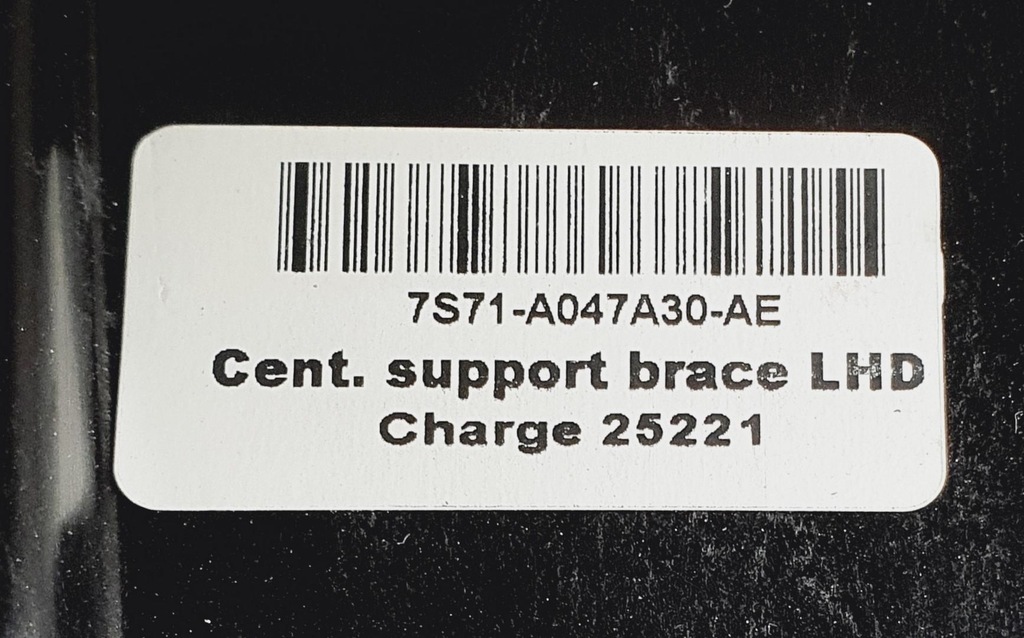 7S71-A047A30-AE
Cent. support brace LHD
Charge 25221